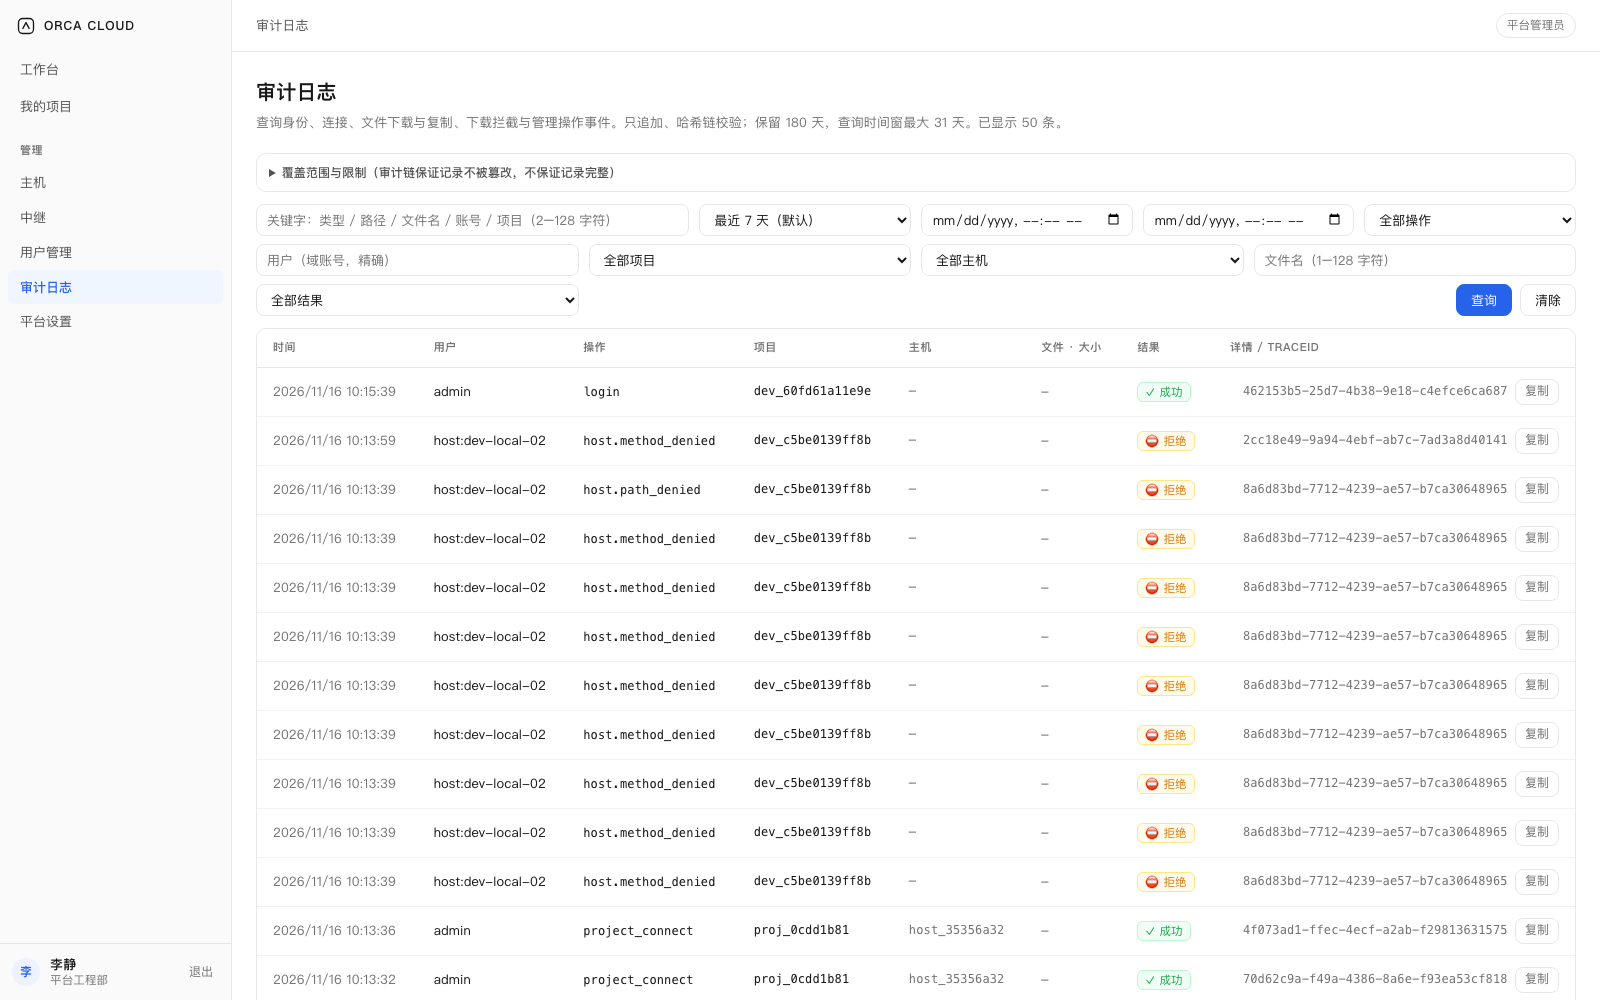 ORCA CLOUD
工作台
我的项目
管理
主机
中继
用户管理
审计日志
平台设置
李
李静
平台工程部
退出
审计日志
平台管理员
审计日志
查询身份、连接、文件下载与复制、下载拦截与管理操作事件。只追加、哈希链校验；保留 180 天，查询时间窗最大 31 天。已显示 50 条。
▶ 覆盖范围与限制（审计链保证记录不被篡改，不保证记录完整）
关键字：类型 / 路径 / 文件名 / 账号 / 项目（2–128 字符） 最近 7 天（默认） mm/dd/yyyy, --:-- -- mm/dd/yyyy, --:-- -- 全部操作
用户（域账号，精确） 全部项目 全部主机 文件名（1–128 字符）
全部结果 查询 清除
时间 用户 操作 项目 主机 文件 · 大小 结果 详情 / TRACEID
2026/11/16 10:15:39 admin login dev_60fd61a11e9e — — ✓ 成功 462153b5-25d7-4b38-9e18-c4efce6ca687 复制
2026/11/16 10:13:59 host:dev-local-02 host.method_denied dev_c5be0139ff8b — — ⛔ 拒绝 2cc18e49-9a94-4ebf-ab7c-7ad3a8d40141 复制
2026/11/16 10:13:39 host:dev-local-02 host.path_denied dev_c5be0139ff8b — — ⛔ 拒绝 8a6d83bd-7712-4239-ae57-b7ca30648965 复制
2026/11/16 10:13:39 host:dev-local-02 host.method_denied dev_c5be0139ff8b — — ⛔ 拒绝 8a6d83bd-7712-4239-ae57-b7ca30648965 复制
2026/11/16 10:13:39 host:dev-local-02 host.method_denied dev_c5be0139ff8b — — ⛔ 拒绝 8a6d83bd-7712-4239-ae57-b7ca30648965 复制
2026/11/16 10:13:39 host:dev-local-02 host.method_denied dev_c5be0139ff8b — — ⛔ 拒绝 8a6d83bd-7712-4239-ae57-b7ca30648965 复制
2026/11/16 10:13:39 host:dev-local-02 host.method_denied dev_c5be0139ff8b — — ⛔ 拒绝 8a6d83bd-7712-4239-ae57-b7ca30648965 复制
2026/11/16 10:13:39 host:dev-local-02 host.method_denied dev_c5be0139ff8b — — ⛔ 拒绝 8a6d83bd-7712-4239-ae57-b7ca30648965 复制
2026/11/16 10:13:39 host:dev-local-02 host.method_denied dev_c5be0139ff8b — — ⛔ 拒绝 8a6d83bd-7712-4239-ae57-b7ca30648965 复制
2026/11/16 10:13:39 host:dev-local-02 host.method_denied dev_c5be0139ff8b — — ⛔ 拒绝 8a6d83bd-7712-4239-ae57-b7ca30648965 复制
2026/11/16 10:13:39 host:dev-local-02 host.method_denied dev_c5be0139ff8b — — ⛔ 拒绝 8a6d83bd-7712-4239-ae57-b7ca30648965 复制
2026/11/16 10:13:36 admin project_connect proj_0cdd1b81 host_35356a32 — ✓ 成功 4f073ad1-ffec-4ecf-a2ab-f29813631575 复制
2026/11/16 10:13:32 admin project_connect proj_0cdd1b81 host_35356a32 — ✓ 成功 70d62c9a-f49a-4386-8a6e-f93ea53cf818 复制